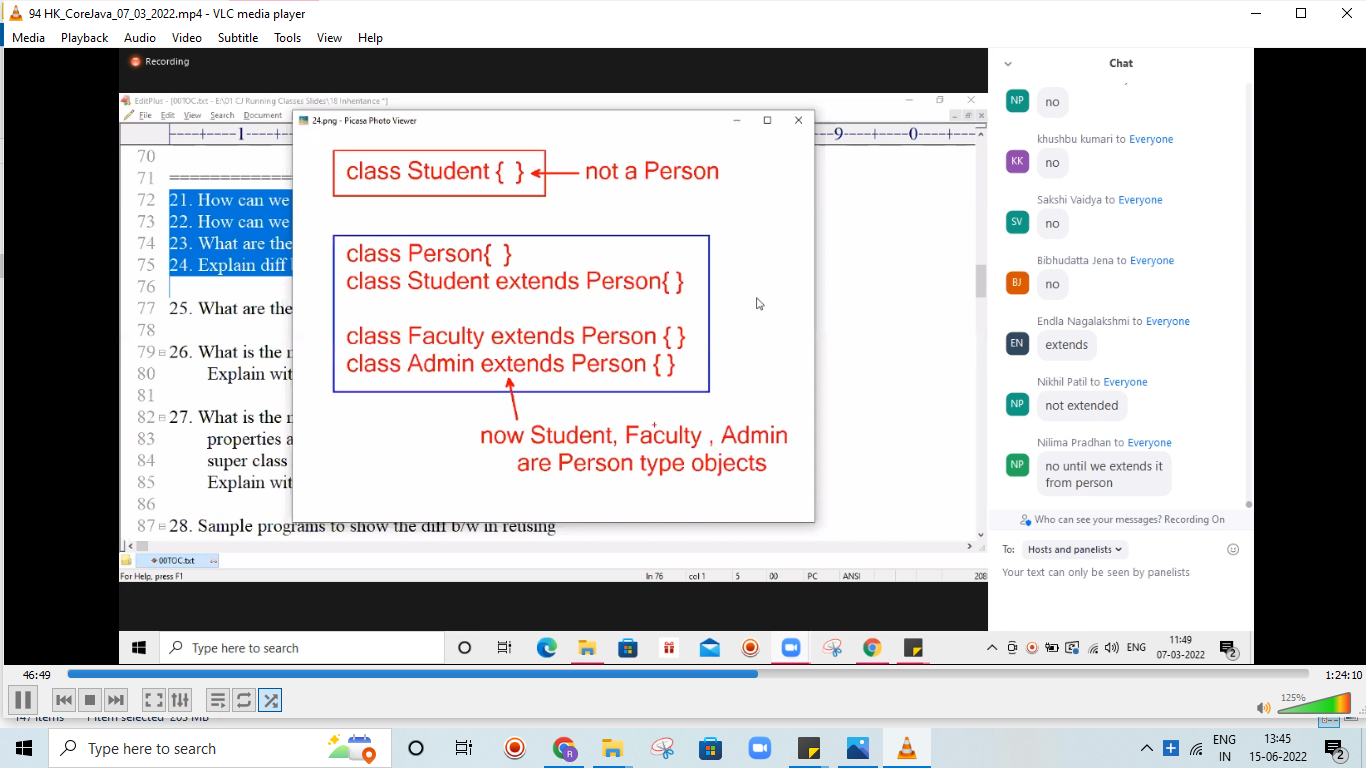 94 HK_CoreJava_07_03_2022.mp4 - VLC media player
Media Playback Audio Video Subtitle Tools View Help
Recording
EditPlus - [00TOC.txt - E:\01 CJ Running Classes Slides\18 Inheritance *]
File Edit View Search Document
24.png - Picasa Photo Viewer
----+----1----+-
--9----+----0----+--
70
71 =============
72 21. How can we
73 22. How can we
74 23. What are the
75 24. Explain diff b
76
77 25. What are the
78
79 26. What is the n
80 Explain wit
81
82 27. What is the n
83 properties a
84 super class
85 Explain wit
86
87 28. Sample programs to show the diff b/w in reusing
class Student { } not a Person
class Person{ }
class Student extends Person{ }
class Faculty extends Person { }
class Admin extends Person { }
now Student, Faculty , Admin
are Person type objects
00TOC.txt
For Help, press F1 ln 76 col 1 5 00 PC ANSI 208
Chat
NP no
khushbu kumari to Everyone
KK no
Sakshi Vaidya to Everyone
SV no
Bibhudatta Jena to Everyone
BJ no
Endla Nagalakshmi to Everyone
EN extends
Nikhil Patil to Everyone
NP not extended
Nilima Pradhan to Everyone
NP no until we extends it
from person
Who can see your messages? Recording On
To: Hosts and panelists
Your text can only be seen by panelists
Type here to search
ENG
11:49
07-03-2022
2
46:49 1:24:10
125%
147 items 1 item selected 203 MB
Type here to search
R
ENG
IN
13:45
15-06-2022
2